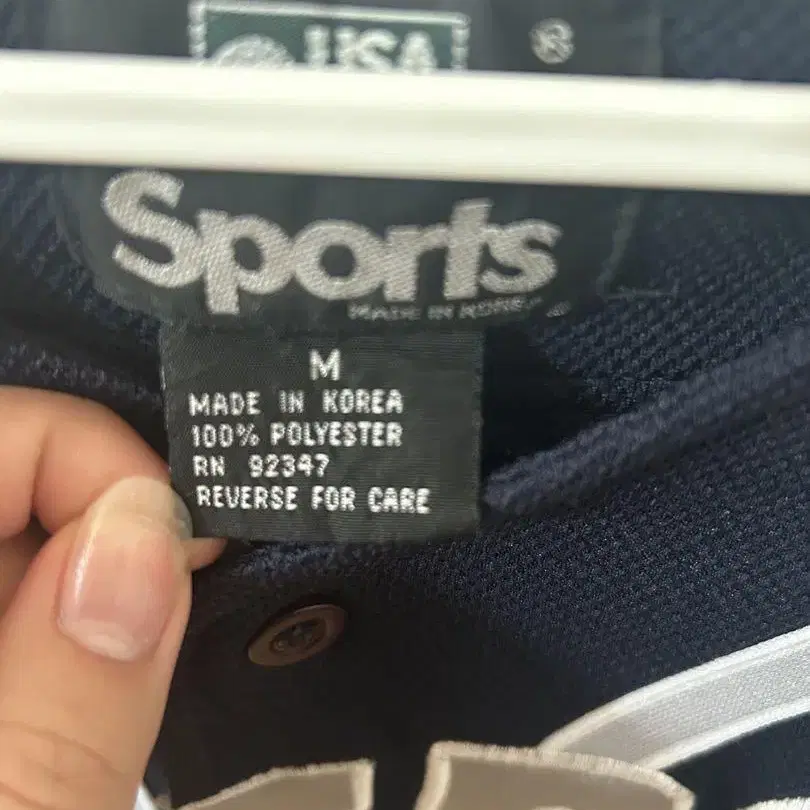 USA
®
Sports
MADE IN KOREA
M
MADE IN KOREA
100% POLYESTER
RN 92347
REVERSE FOR CARE